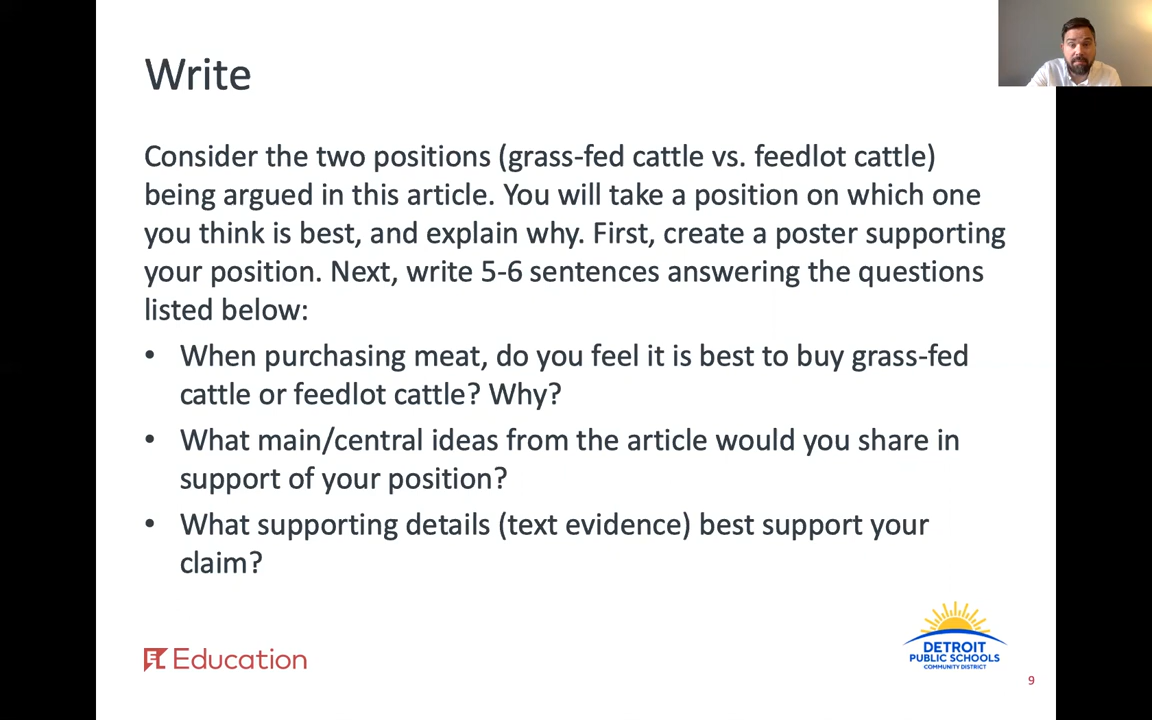 Write
Consider the two positions (grass-fed cattle vs. feedlot cattle)
being argued in this article. You will take a position on which one
you think is best, and explain why. First, create a poster supporting
your position. Next, write 5-6 sentences answering the questions
listed below:
• When purchasing meat, do you feel it is best to buy grass-fed
cattle or feedlot cattle? Why?
• What main/central ideas from the article would you share in
support of your position?
• What supporting details (text evidence) best support your
claim?
EL Education
DETROIT
PUBLIC SCHOOLS
COMMUNITY DISTRICT
9